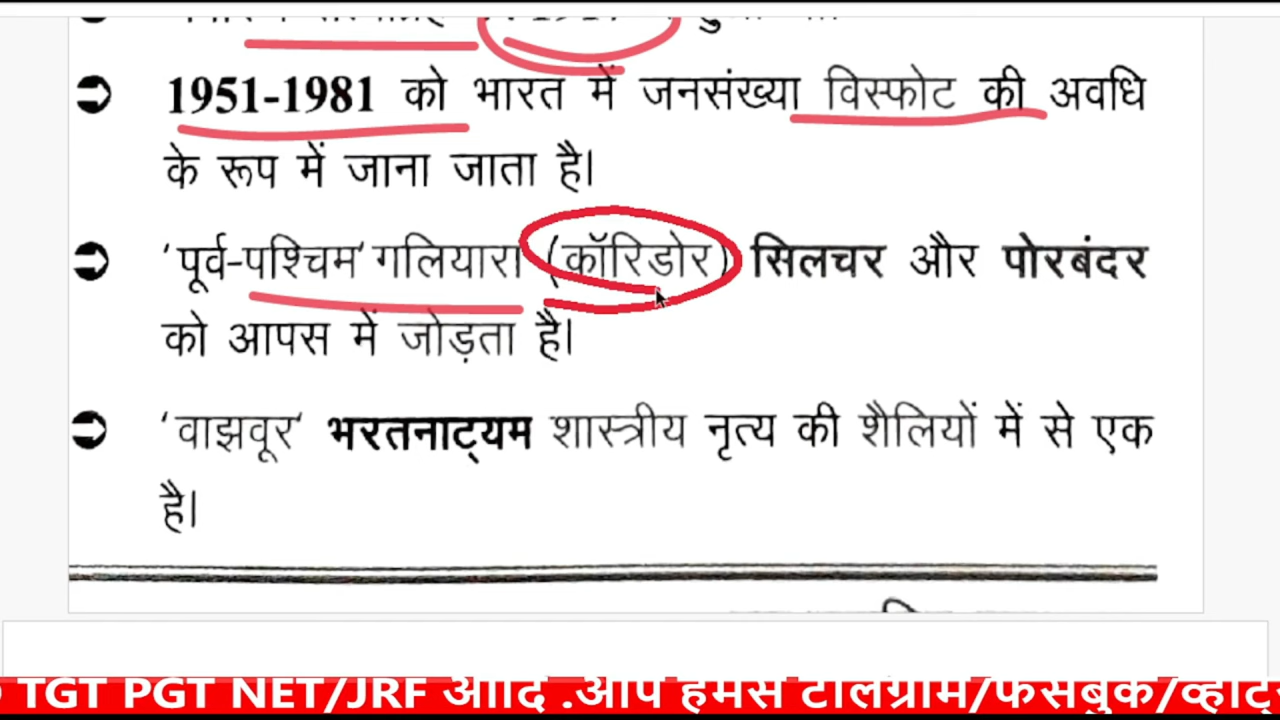 1951-1981 को भारत में जनसंख्या विस्फोट की अवधि
के रूप में जाना जाता है।
'पूर्व-पश्चिम' गलियारा (कॉरिडोर) सिलचर और पोरबंदर
को आपस में जोड़ता है।
'वाझवूर' भरतनाट्यम शास्त्रीय नृत्य की शैलियों में से एक
है।
TGT PGT NET/JRF आदि .आप हमसे टेलिग्राम/फेसबुक/व्हाट्